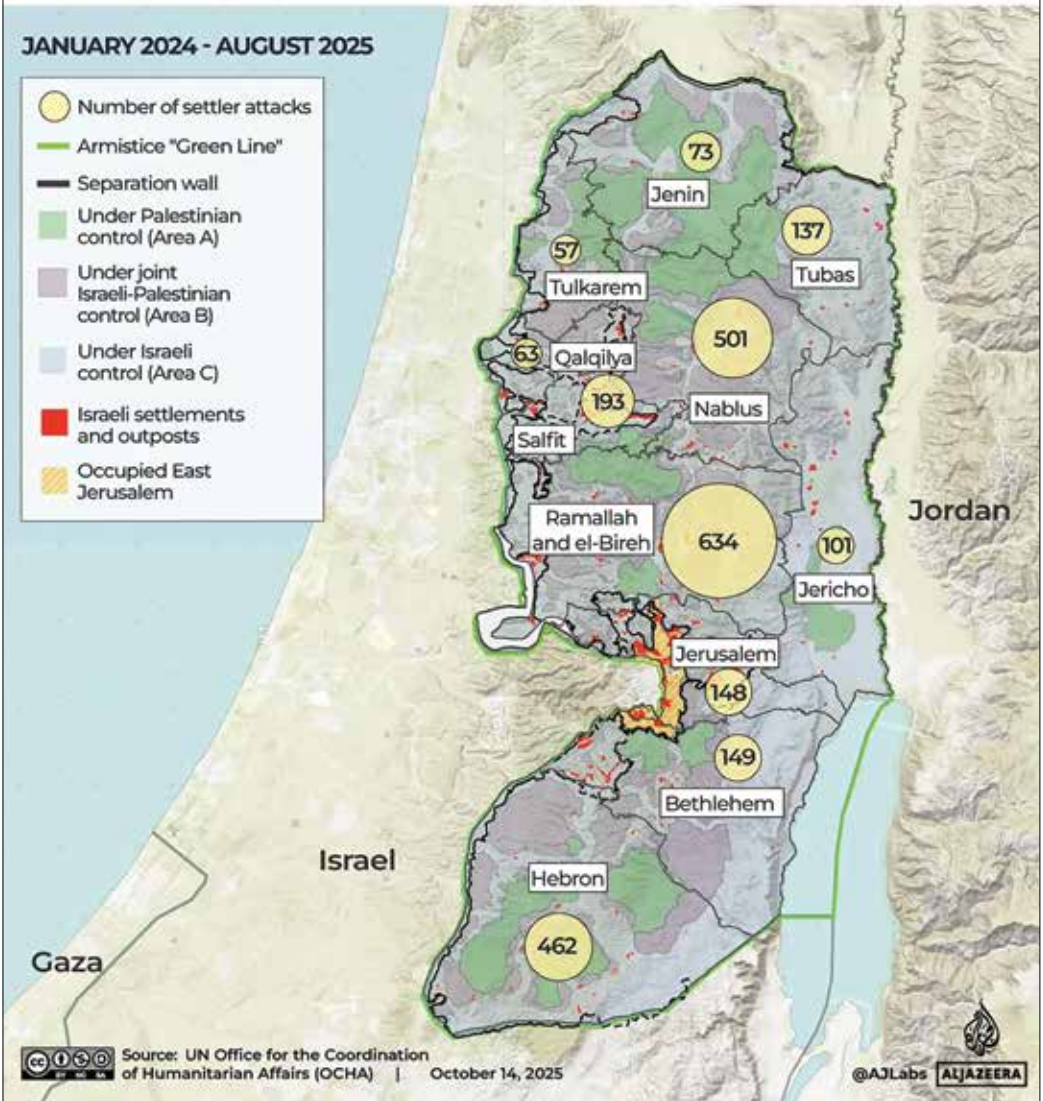 JANUARY 2024 - AUGUST 2025
Number of settler attacks
Armistice "Green Line"
Separation wall
Under Palestinian
control (Area A)
Under joint
Israeli-Palestinian
control (Area B)
Under Israeli
control (Area C)
Israeli settlements
and outposts
Occupied East
Jerusalem
73
Jenin
137
Tubas
57
Tulkarem
501
Nablus
63
Qalqilya
193
Salfit
Ramallah
and el-Bireh
634
101
Jericho
Jordan
Jerusalem
148
149
Bethlehem
Israel
Hebron
462
Gaza
cc
BY NC SA
Source: UN Office for the Coordination
of Humanitarian Affairs (OCHA) | October 14, 2025
@AJLabs ALJAZEERA